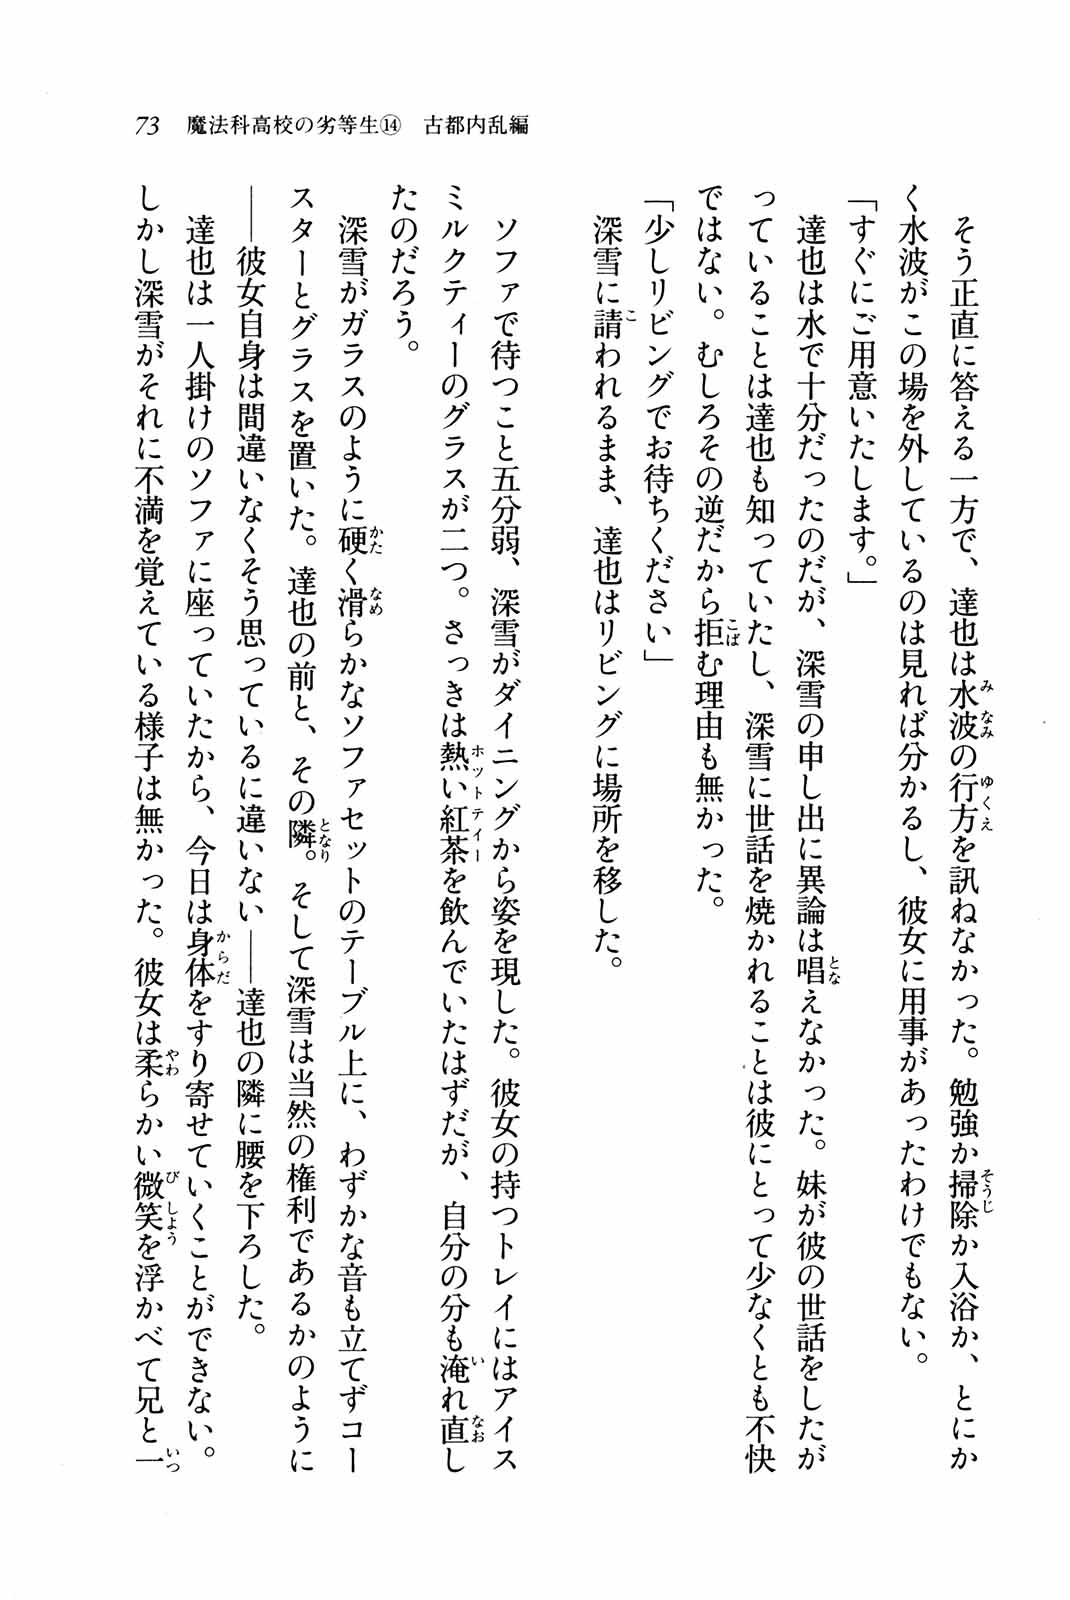 73　魔法科高校の劣等生⑭　古都内乱編
　そう正直に答える一方で、達也は水波の行方を訊ねなかった。勉強か掃除か入浴か、とにか
く水波がこの場を外しているのは見れば分かるし、彼女に用事があったわけでもない。
「すぐにご用意いたします。」
　達也は水で十分だったのだが、深雪の申し出に異論は唱えなかった。妹が彼の世話をしたが
っていることは達也も知っていたし、深雪に世話を焼かれることは彼にとって少なくとも不快
ではない。むしろその逆だから拒む理由も無かった。
「少しリビングでお待ちください」
　深雪に請われるまま、達也はリビングに場所を移した。
　ソファで待つこと五分弱、深雪がダイニングから姿を現した。彼女の持つトレイにはアイス
ミルクティーのグラスが二つ。さっきは熱い紅茶を飲んでいたはずだが、自分の分も淹れ直し
たのだろう。
　深雪がガラスのように硬く滑らかなソファセットのテーブル上に、わずかな音も立てずコー
スターとグラスを置いた。達也の前と、その隣。そして深雪は当然の権利であるかのように
――彼女自身は間違いなくそう思っているに違いない――達也の隣に腰を下ろした。
　達也は一人掛けのソファに座っていたから、今日は身体をすり寄せていくことができない。
しかし深雪がそれに不満を覚えている様子は無かった。彼女は柔らかい微笑を浮かべて兄と一